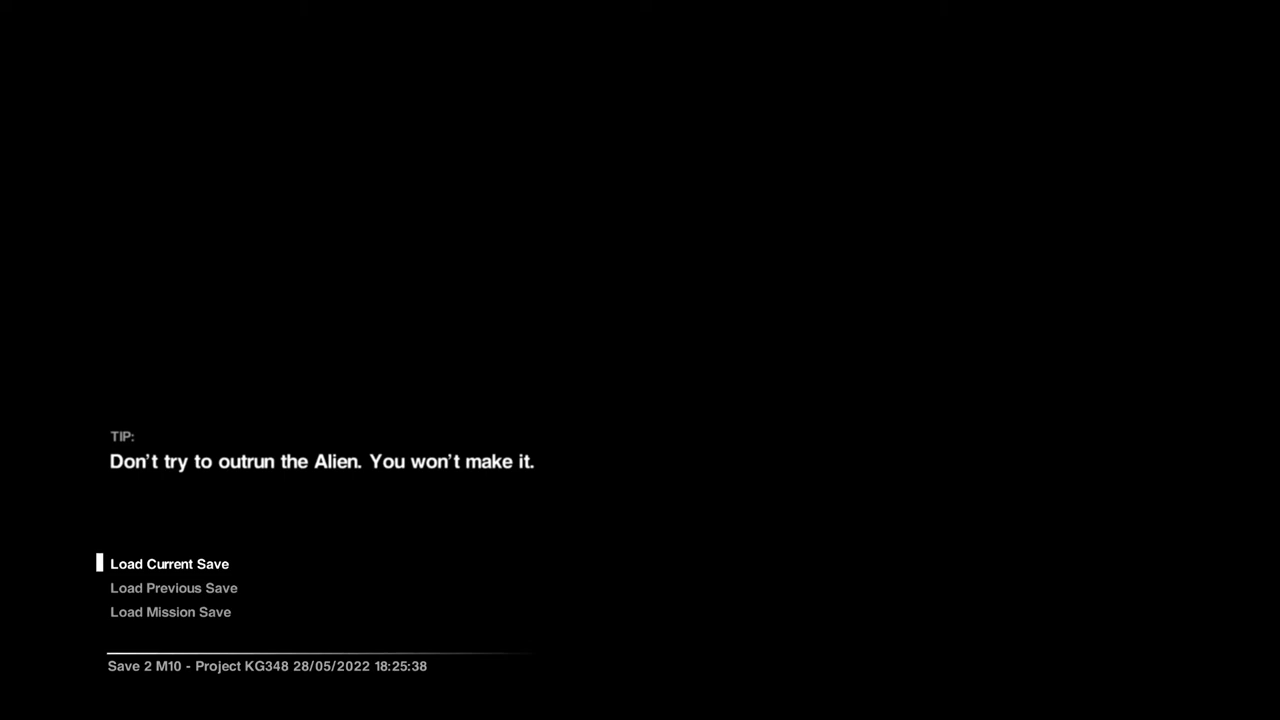 TIP:
Don't try to outrun the Alien. You won't make it.
Load Current Save
Load Previous Save
Load Mission Save
Save 2 M10 - Project KG348 28/05/2022 18:25:38